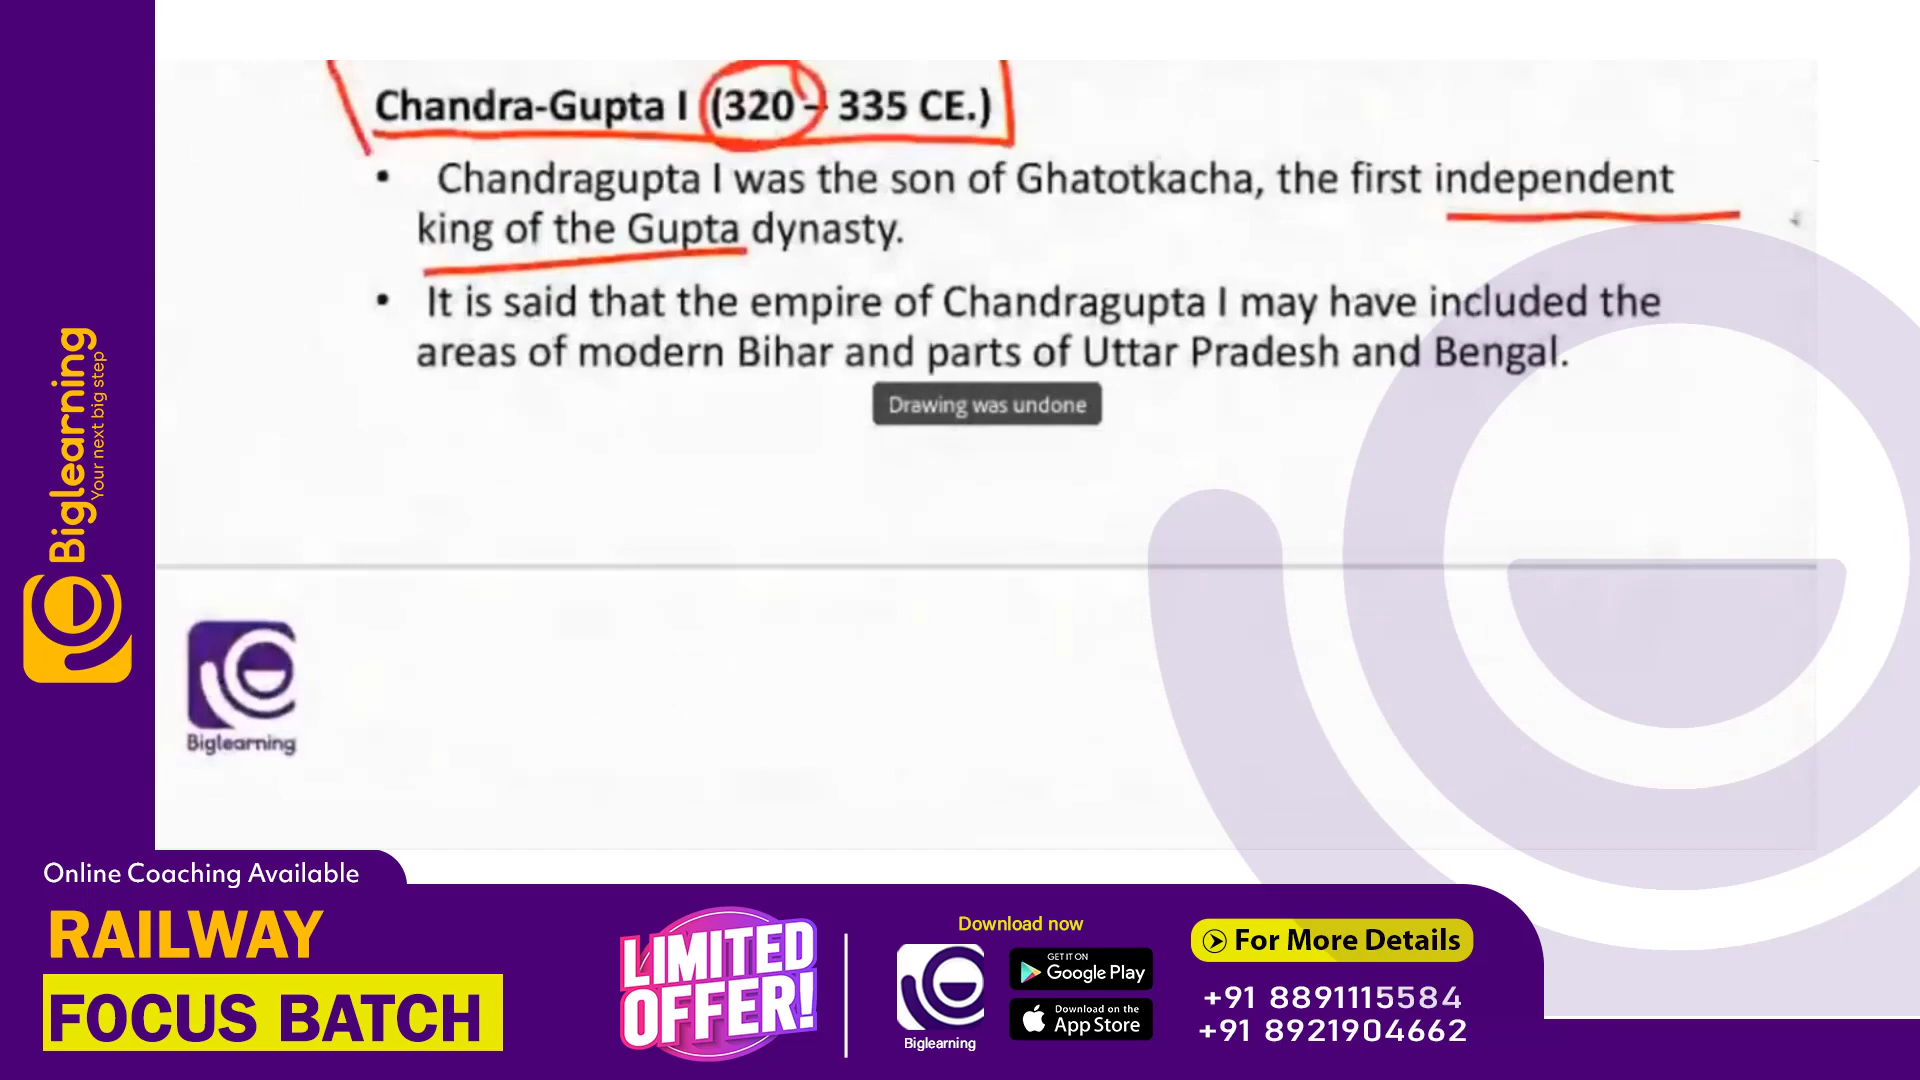 Chandra-Gupta I (320 – 335 CE.)
• Chandragupta I was the son of Ghatotkacha, the first independent
king of the Gupta dynasty.
• It is said that the empire of Chandragupta I may have included the
areas of modern Bihar and parts of Uttar Pradesh and Bengal.
Drawing was undone
Biglearning
Your next big step
Biglearning
Online Coaching Available
RAILWAY
FOCUS BATCH
LIMITED
OFFER!
Download now
GET IT ON
Google Play
Download on the
App Store
Biglearning
For More Details
+91 8891115584
+91 8921904662